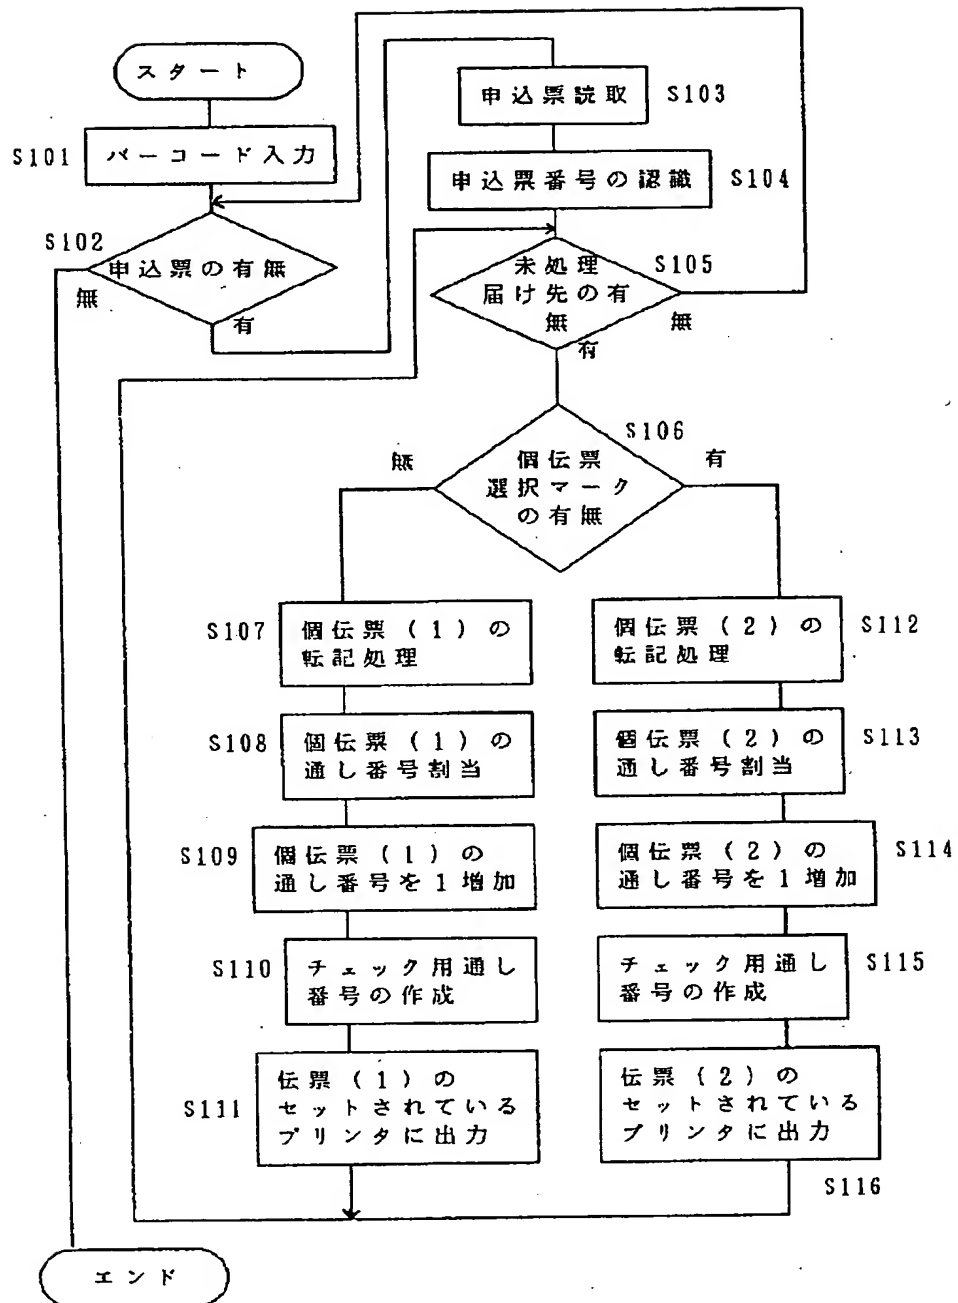 スタート
S101
バーコード入力
S102
申込票の有無
無
有
申込票読取
S103
申込票番号の認識
S104
未処理
届け先の有
無
S105
無
有
S106
個伝票
選択マーク
の有無
無
有
S107
個伝票(1)の
転記処理
S108
個伝票(1)の
通し番号割当
S109
個伝票(1)の
通し番号を1増加
S110
チェック用通し
番号の作成
S111
伝票(1)の
セットされている
プリンタに出力
個伝票(2)の
転記処理
S112
個伝票(2)の
通し番号割当
S113
個伝票(2)の
通し番号を1増加
S114
チェック用通し
番号の作成
S115
伝票(2)の
セットされている
プリンタに出力
S116
エンド